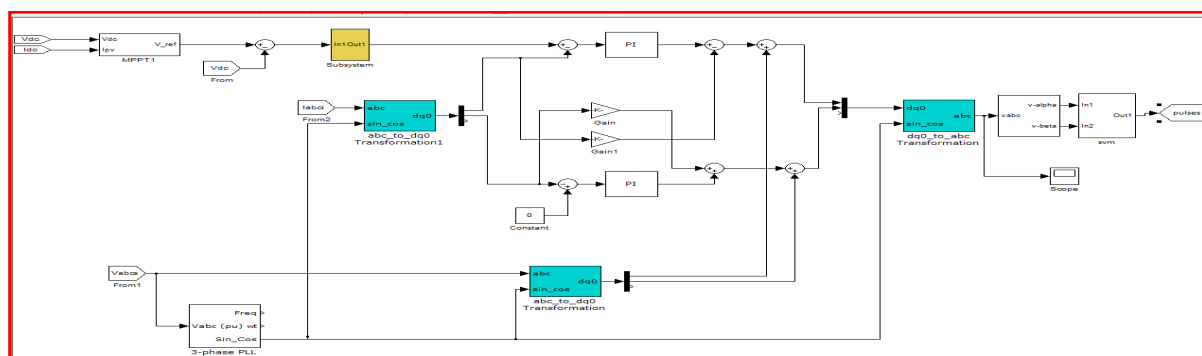 Vdc
Idc
Vdc
Ipv
V_ref
MPPT1
Vdc
From
In1 Out1
Subsystem
PI
Iabci
From2
abc
sin_cos
dq0
abc_to_dq0
Transformation1
-K-
Gain
-K-
Gain1
PI
0
Constant
dq0
sin_cos
abc
dq0_to_abc
Transformation
vabc
v-alpha
v-beta
In1
In2
Out1
svm
pulses
Scope
Vabcs
From1
abc
sin_cos
dq0
abc_to_dq0
Transformation
Freq
Vabc (pu) wt
Sin_Cos
3-phase PLL